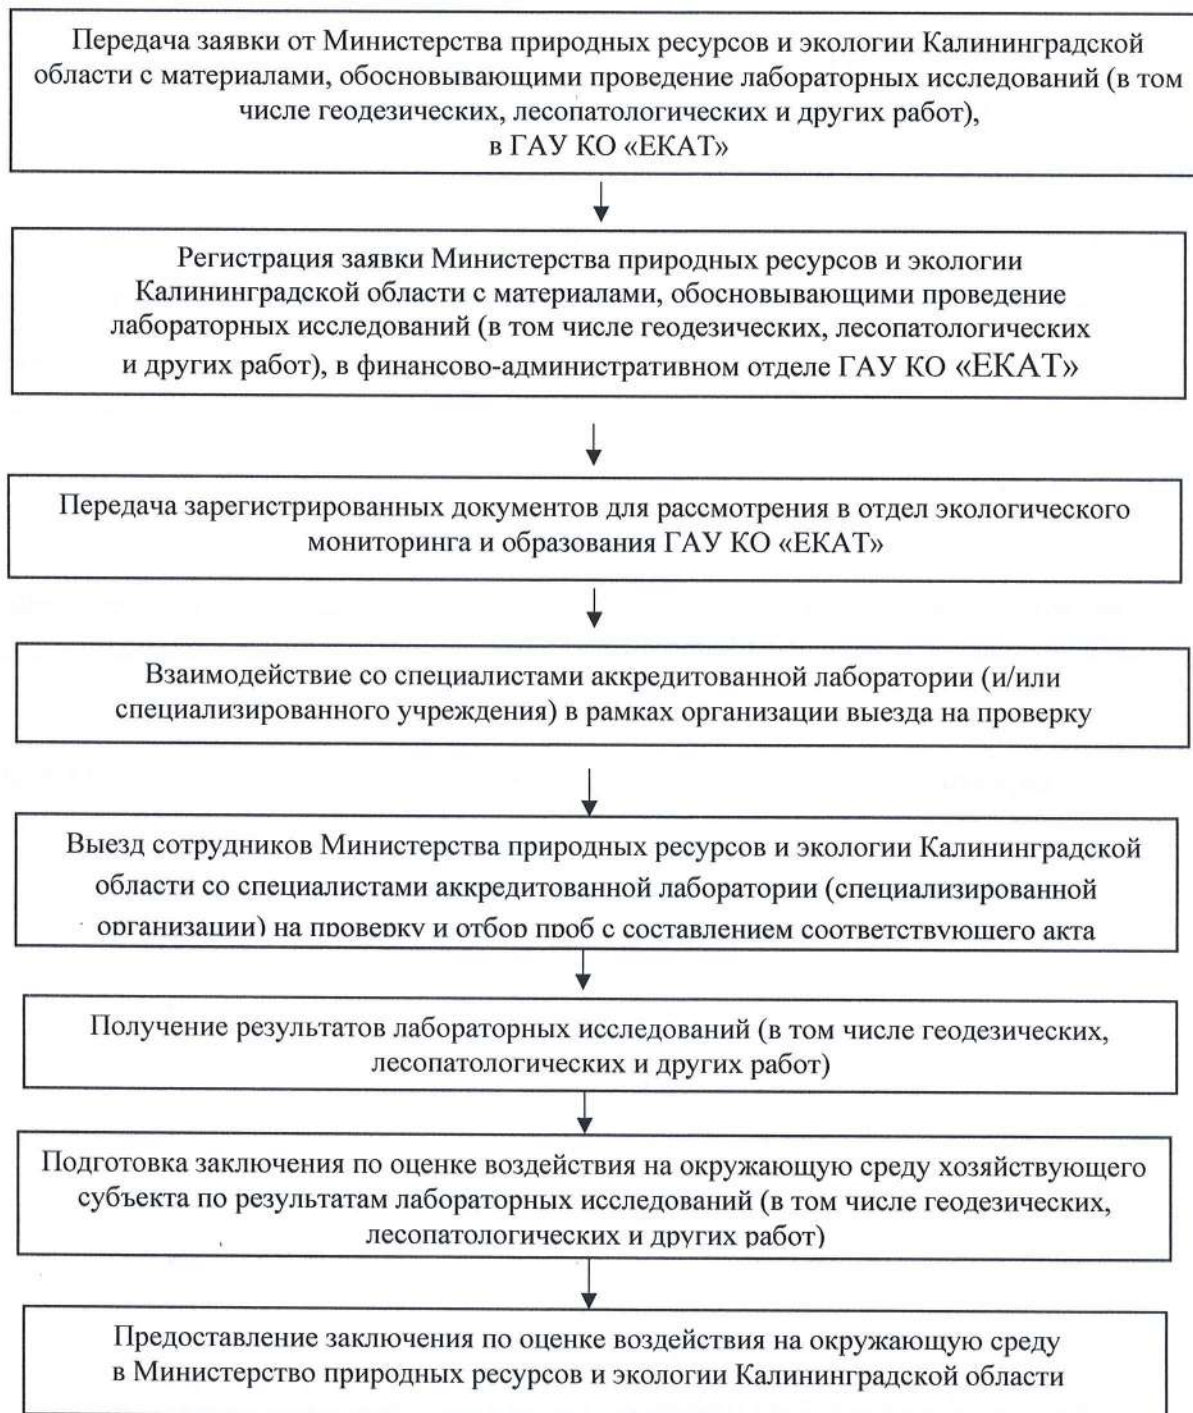 Передача заявки от Министерства природных ресурсов и экологии Калининградской
области с материалами, обосновывающими проведение лабораторных исследований (в том
числе геодезических, лесопатологических и других работ),
в ГАУ КО «ЕКАТ»
Регистрация заявки Министерства природных ресурсов и экологии
Калининградской области с материалами, обосновывающими проведение
лабораторных исследований (в том числе геодезических, лесопатологических
и других работ), в финансово-административном отделе ГАУ КО «ЕКАТ»
Передача зарегистрированных документов для рассмотрения в отдел экологического
мониторинга и образования ГАУ КО «ЕКАТ»
Взаимодействие со специалистами аккредитованной лаборатории (и/или
специализированного учреждения) в рамках организации выезда на проверку
Выезд сотрудников Министерства природных ресурсов и экологии Калининградской
области со специалистами аккредитованной лаборатории (специализированной
организации) на проверку и отбор проб с составлением соответствующего акта
Получение результатов лабораторных исследований (в том числе геодезических,
лесопатологических и других работ)
Подготовка заключения по оценке воздействия на окружающую среду хозяйствующего
субъекта по результатам лабораторных исследований (в том числе геодезических,
лесопатологических и других работ)
Предоставление заключения по оценке воздействия на окружающую среду
в Министерство природных ресурсов и экологии Калининградской области